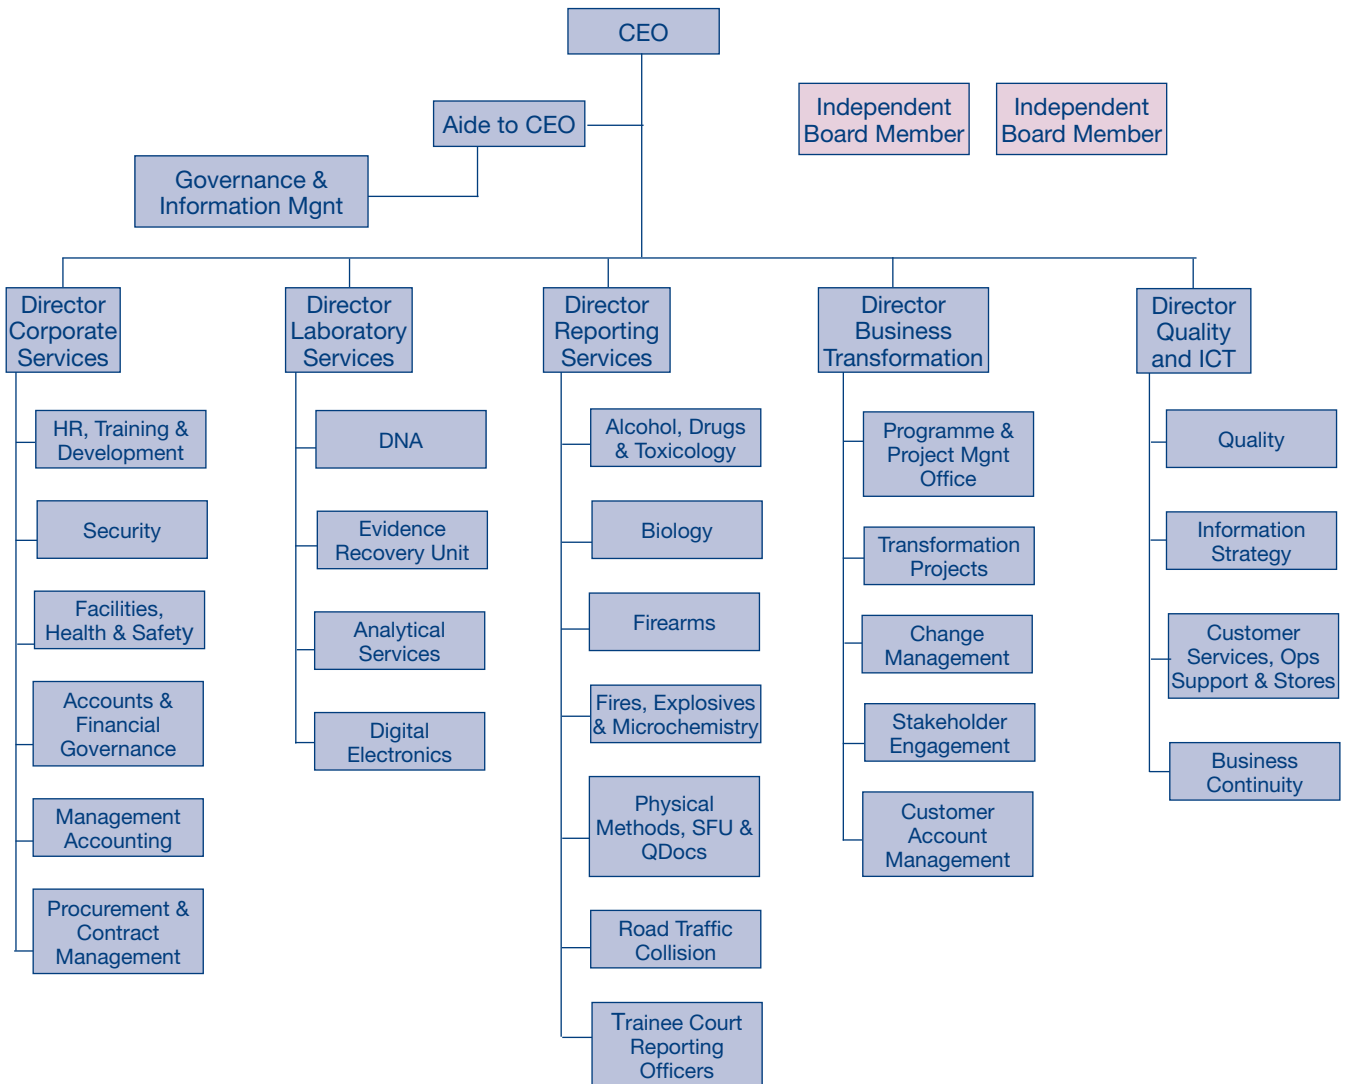 CEO
Aide to CEO
Independent
Board Member
Independent
Board Member
Governance &
Information Mgnt
Director
Corporate
Services
Director
Laboratory
Services
Director
Reporting
Services
Director
Business
Transformation
Director
Quality
and ICT
HR, Training &
Development
Security
Facilities,
Health & Safety
Accounts &
Financial
Governance
Management
Accounting
Procurement &
Contract
Management
DNA
Evidence
Recovery Unit
Analytical
Services
Digital
Electronics
Alcohol, Drugs
& Toxicology
Biology
Firearms
Fires, Explosives
& Microchemistry
Physical
Methods, SFU &
QDocs
Road Traffic
Collision
Trainee Court
Reporting
Officers
Programme &
Project Mgnt
Office
Transformation
Projects
Change
Management
Stakeholder
Engagement
Customer
Account
Management
Quality
Information
Strategy
Customer
Services, Ops
Support & Stores
Business
Continuity